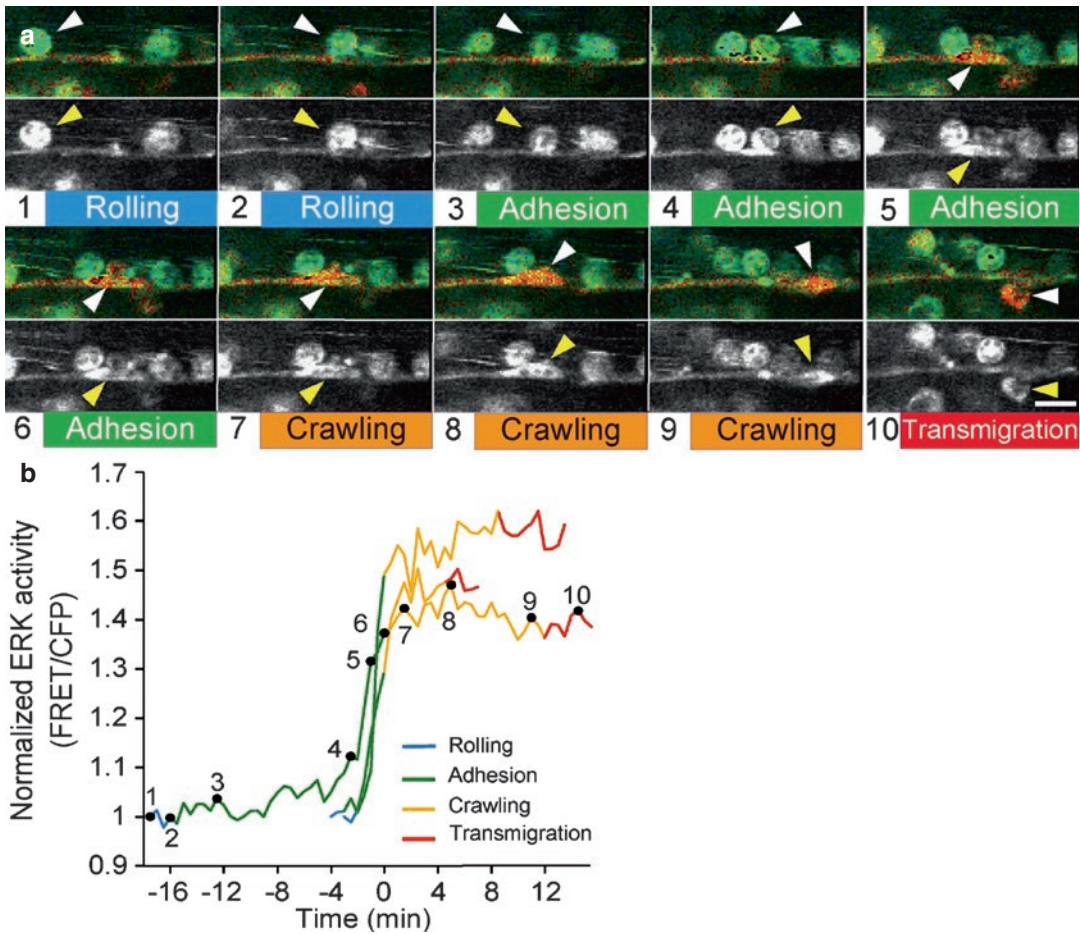 a
1 Rolling 2 Rolling 3 Adhesion 4 Adhesion 5 Adhesion
6 Adhesion 7 Crawling 8 Crawling 9 Crawling 10 Transmigration
b
Normalized ERK activity
(FRET/CFP)
1.7
1.6
1.5
1.4
1.3
1.2
1.1
1
0.9
1
2
3
4
5
6
7
8
9
10
Rolling
Adhesion
Crawling
Transmigration
-16 -12 -8 -4 0 4 8 12
Time (min)